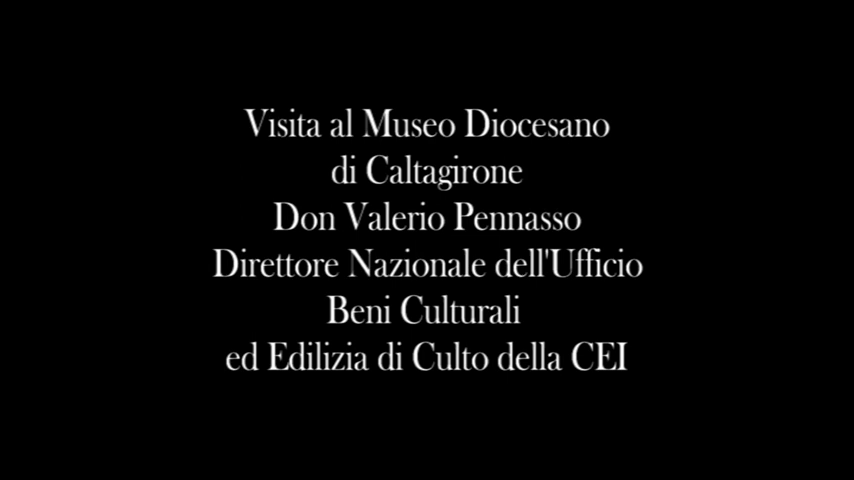 Visita al Museo Diocesano
di Caltagirone
Don Valerio Pennasso
Direttore Nazionale dell'Ufficio
Beni Culturali
ed Edilizia di Culto della CEI